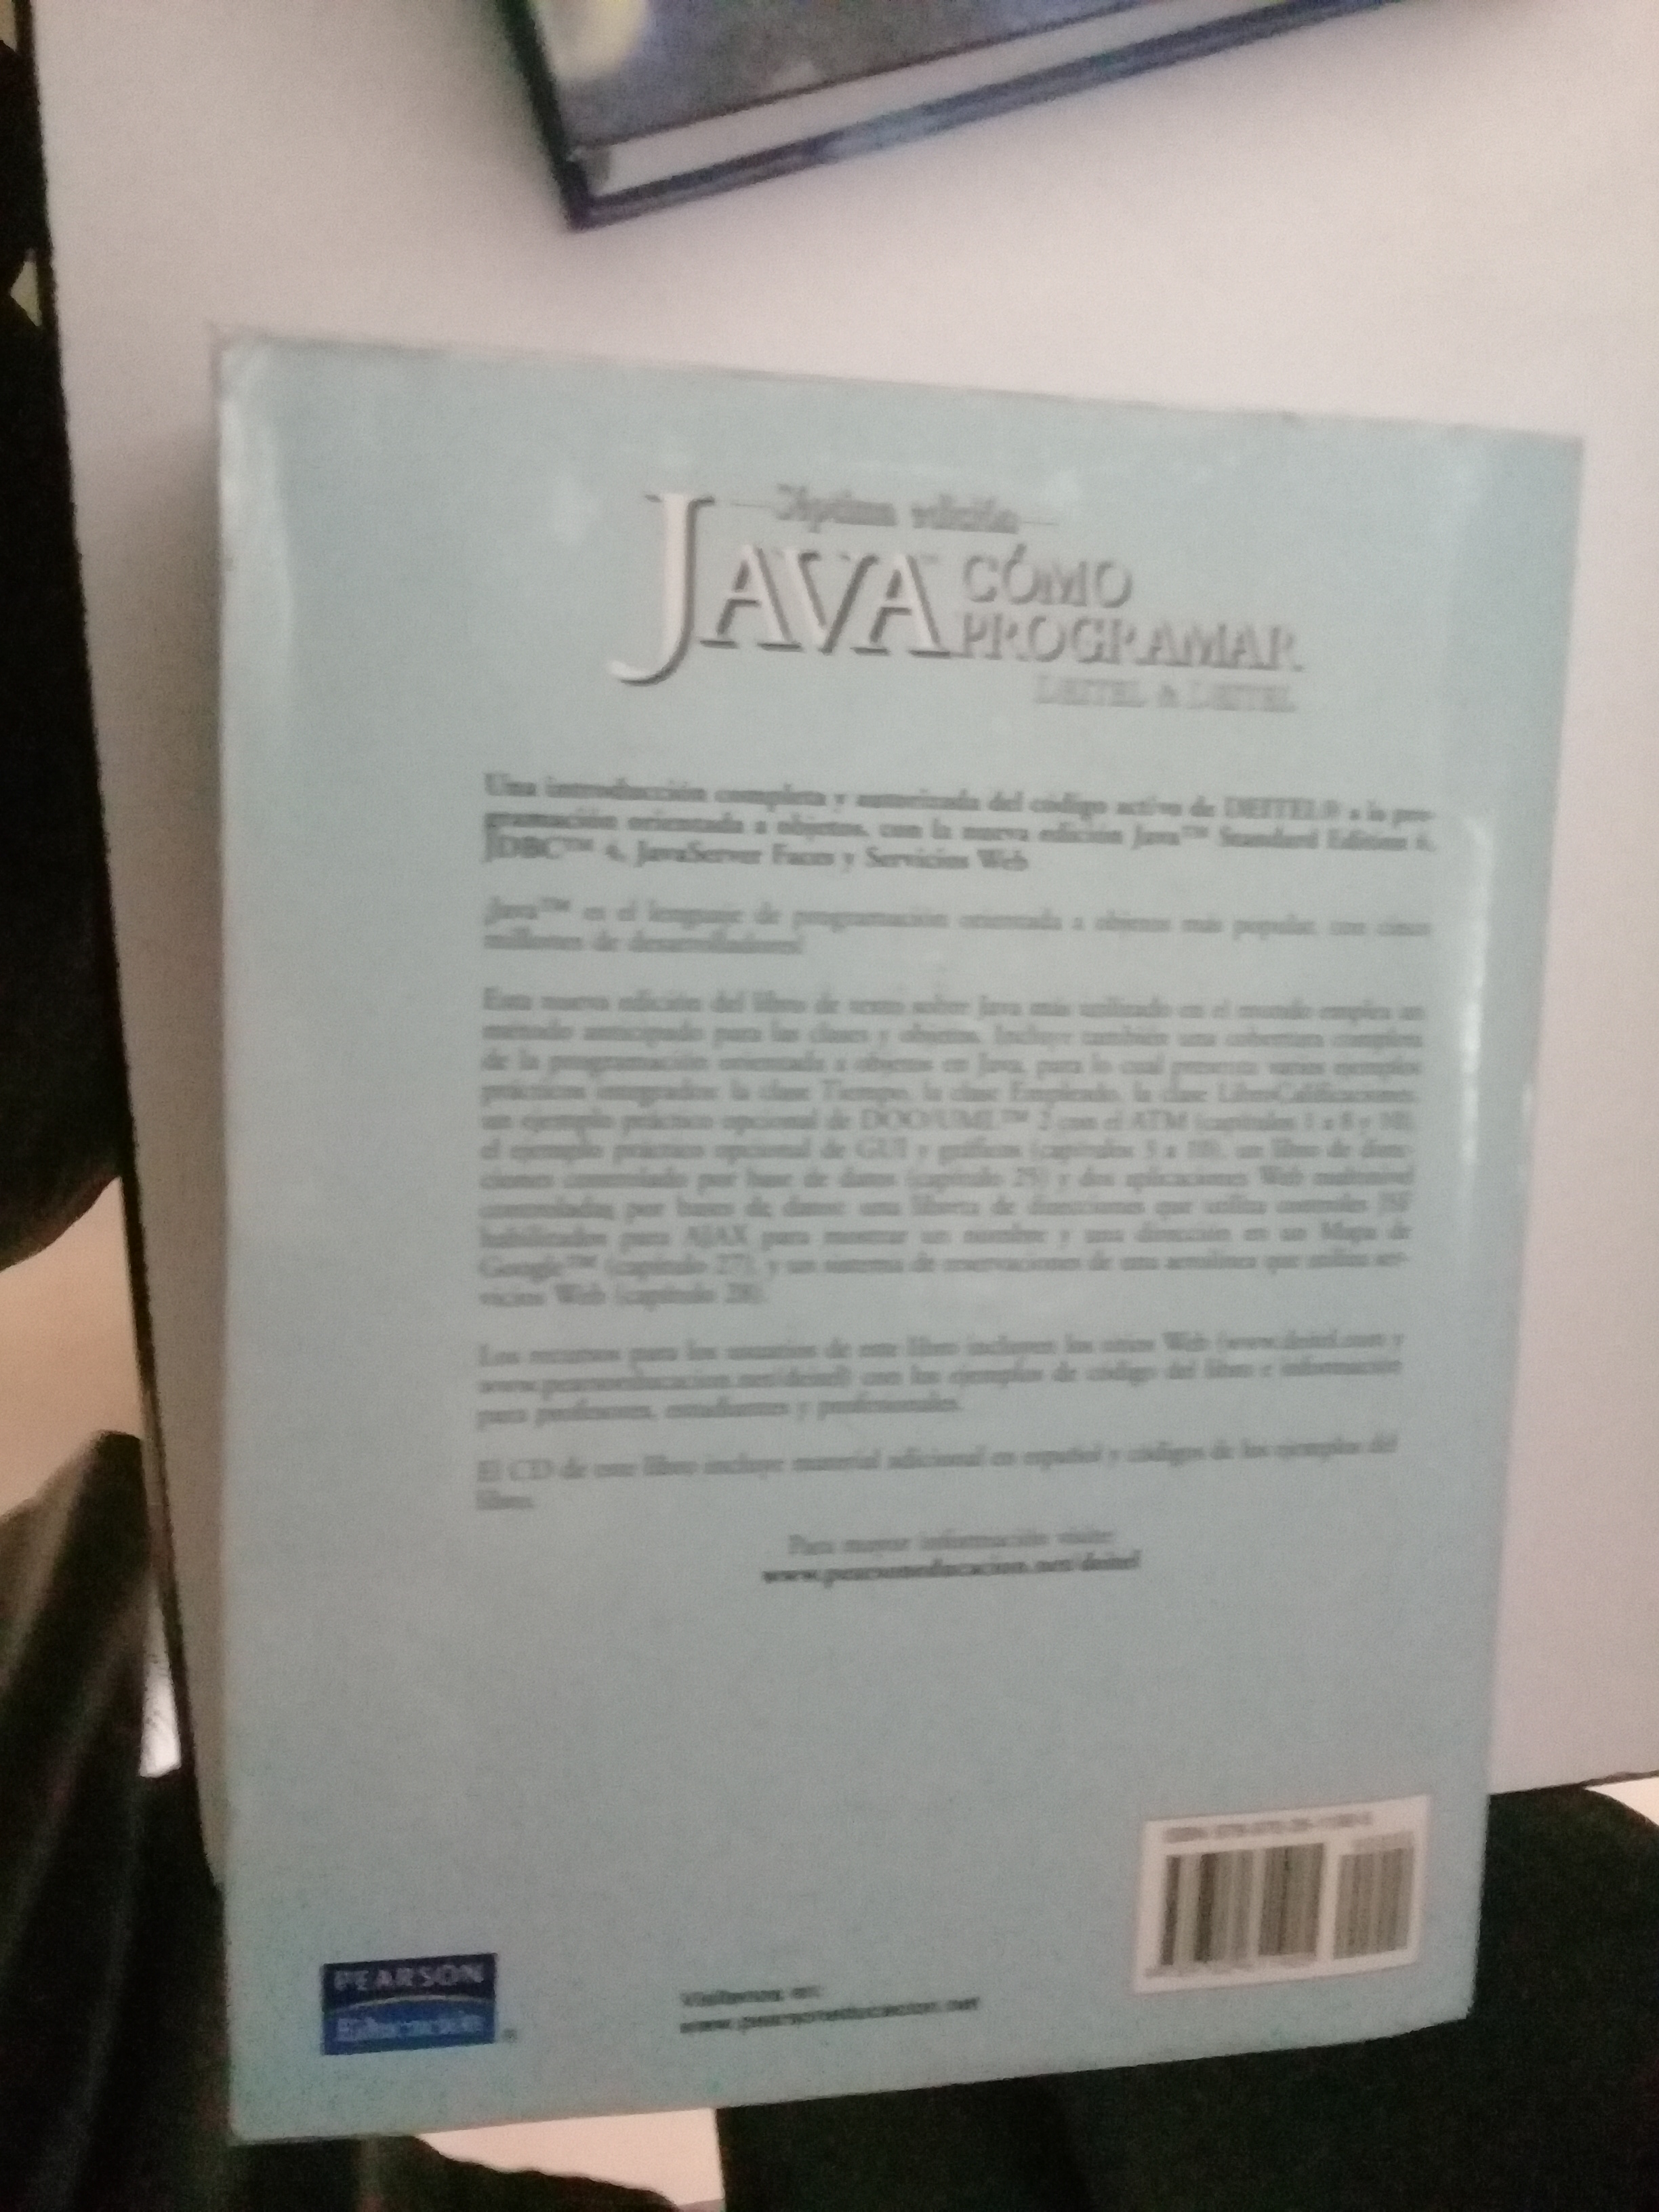 Séptima edición
JAVA CÓMO
PROGRAMAR
DEITEL & DEITEL
Una introducción completa y autorizada del código activo de DEITEL® a la pro-
gramación orientada a objetos, con la nueva edición Java™ Standard Edition 6,
JDBC™ 4, JavaServer Faces y Servicios Web
¡Java™ es el lenguaje de programación orientada a objetos más popular, con cinco
millones de desarrolladores!
Esta nueva edición del libro de texto sobre Java más utilizado en el mundo emplea un
método anticipado para las clases y objetos. Incluye también una cobertura completa
de la programación orientada a objetos en Java, para lo cual presenta varios ejemplos
prácticos integrados: la clase Tiempo, la clase Empleado, la clase LibroCalificaciones,
un ejemplo práctico opcional de DOO/UML™ 2 con el ATM (capítulos 1 a 8 y 10),
el ejemplo práctico opcional de GUI y gráficos (capítulos 3 a 10), un libro de direc-
ciones controlado por base de datos (capítulo 25) y dos aplicaciones Web multinivel
controladas por bases de datos: una libreta de direcciones que utiliza controles JSF
habilitados para AJAX para mostrar un nombre y una dirección en un Mapa de
Google™ (capítulo 27), y un sistema de reservaciones de una aerolínea que utiliza ser-
vicios Web (capítulo 28).
Los recursos para los usuarios de este libro incluyen los sitios Web (www.deitel.com y
www.pearsoneducacion.net/deitel) con los ejemplos de código del libro e información
para profesores, estudiantes y profesionales.
El CD de este libro incluye material adicional en español y códigos de los ejemplos del
libro.
Para mayor información visite:
www.pearsoneducacion.net/deitel
PEARSON
Educación
®
Visítenos en:
www.pearsoneducacion.net
ISBN